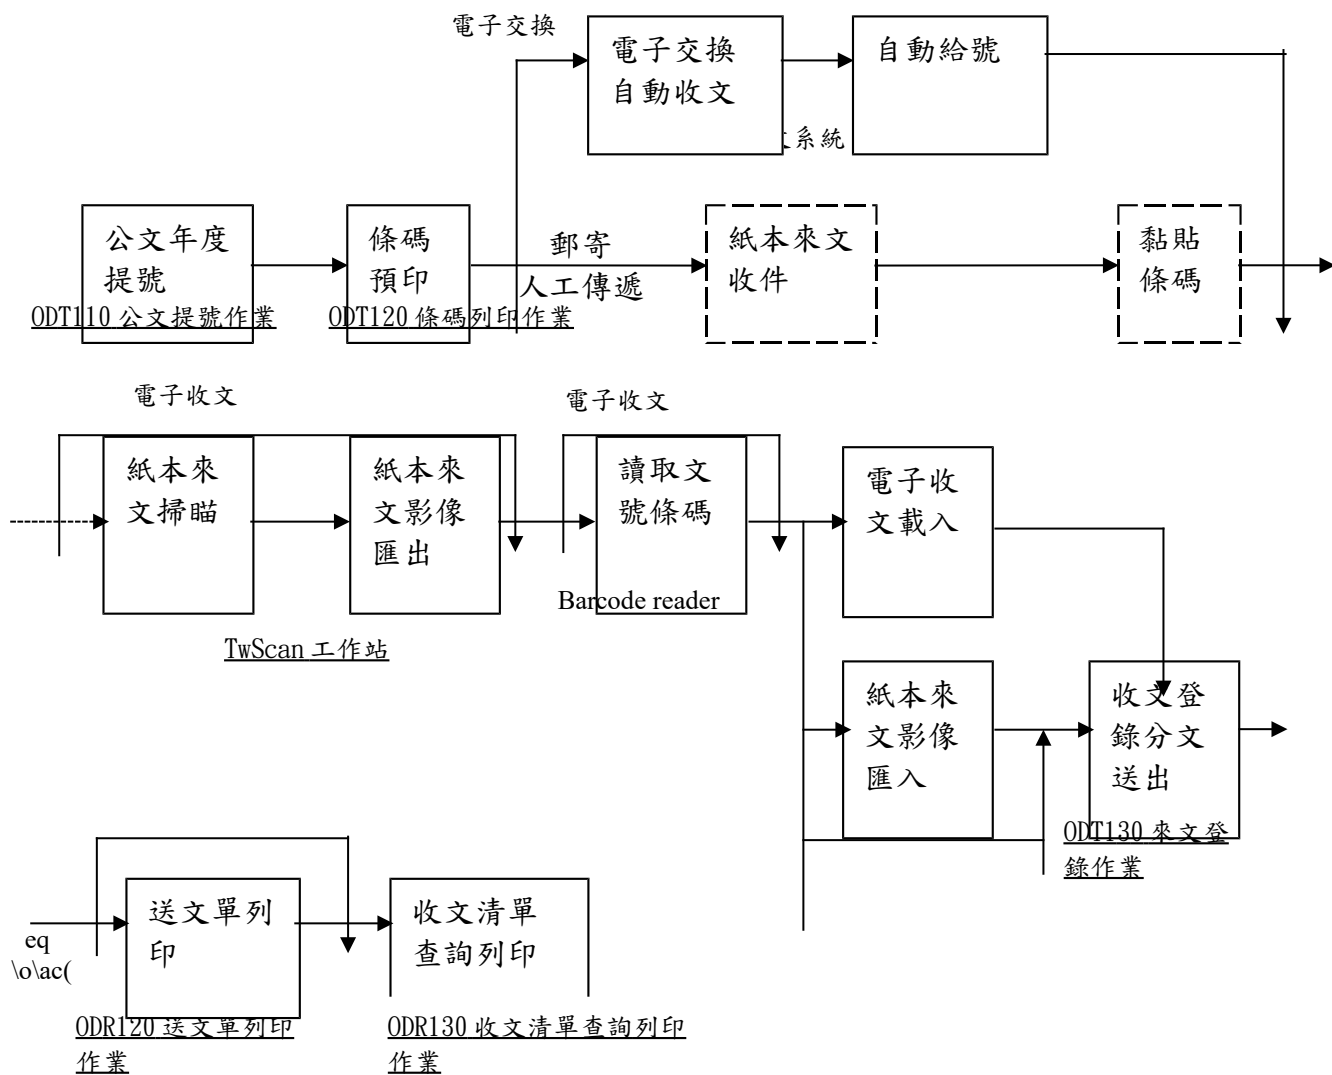 電子交換
電子交換
自動收文
自動給號
系統
公文年度
提號
條碼
預印
郵寄
人工傳遞
紙本來文
收件
黏貼
條碼
ODT110 公文提號作業
ODT120 條碼列印作業
電子收文
電子收文
紙本來
文掃瞄
紙本來
文影像
匯出
讀取文
號條碼
電子收
文載入
Barcode reader
TwScan 工作站
紙本來
文影像
匯入
收文登
錄分文
送出
ODT130 來文登
錄作業
送文單列
印
收文清單
查詢列印
eq
\o\ac(
ODR120 送文單列印
作業
ODR130 收文清單查詢列印
作業